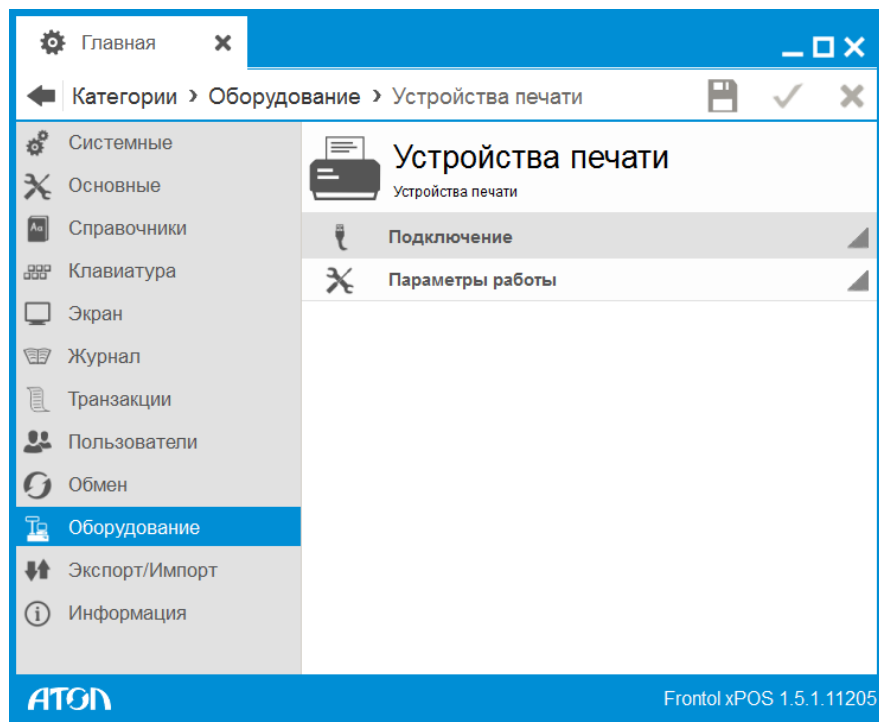 Главная
Категории › Оборудование › Устройства печати
Системные
Основные
Справочники
Клавиатура
Экран
Журнал
Транзакции
Пользователи
Обмен
Оборудование
Экспорт/Импорт
Информация
Устройства печати
Устройства печати
Подключение
Параметры работы
ATOЛ
Frontol xPOS 1.5.1.11205